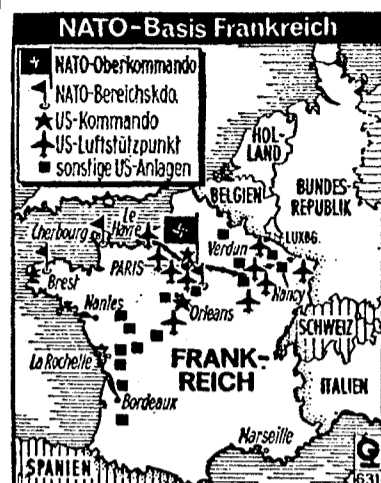 NATO-Basis Frankreich
NATO-Oberkommando
NATO-Bereichskdo.
US-Kommando
US-Luftstützpunkt
sonstige US-Anlagen
HOL-
LAND
BELGIEN
BUNDES-
REPUBLIK
LUXBG.
Le
Havre
Cherbourg
Verdun
PARIS
Brest
Nancy
Nantes
Orleans
SCHWEIZ
La Rochelle
FRANK-
REICH
ITALIEN
Bordeaux
Marseille
SPANIEN
631